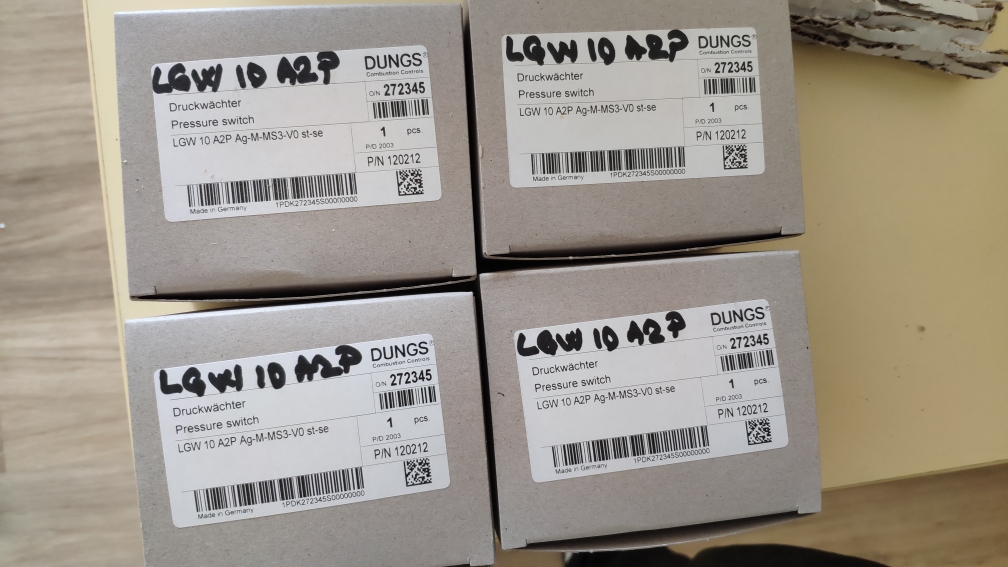 LGW 10 A2P
DUNGS®
Combustion Controls
Druckwächter
O/N 272345
Pressure switch
LGW 10 A2P Ag-M-MS3-V0 st-se
1 pcs.
P/D 2003
P/N 120212
Made in Germany
1PDK272345S00000000
LGW 10 A2P
DUNGS®
Combustion Controls
Druckwächter
O/N 272345
Pressure switch
LGW 10 A2P Ag-M-MS3-V0 st-se
1 pcs.
P/D 2003
P/N 120212
Made in Germany
1PDK272345S00000000
LGW 10 A2P
DUNGS®
Combustion Controls
Druckwächter
O/N 272345
Pressure switch
LGW 10 A2P Ag-M-MS3-V0 st-se
1 pcs.
P/D 2003
P/N 120212
Made in Germany
1PDK272345S00000000
LGW 10 A2P
DUNGS®
Combustion Controls
Druckwächter
O/N 272345
Pressure switch
LGW 10 A2P Ag-M-MS3-V0 st-se
1 pcs.
P/D 2003
P/N 120212
Made in Germany
1PDK272345S00000000